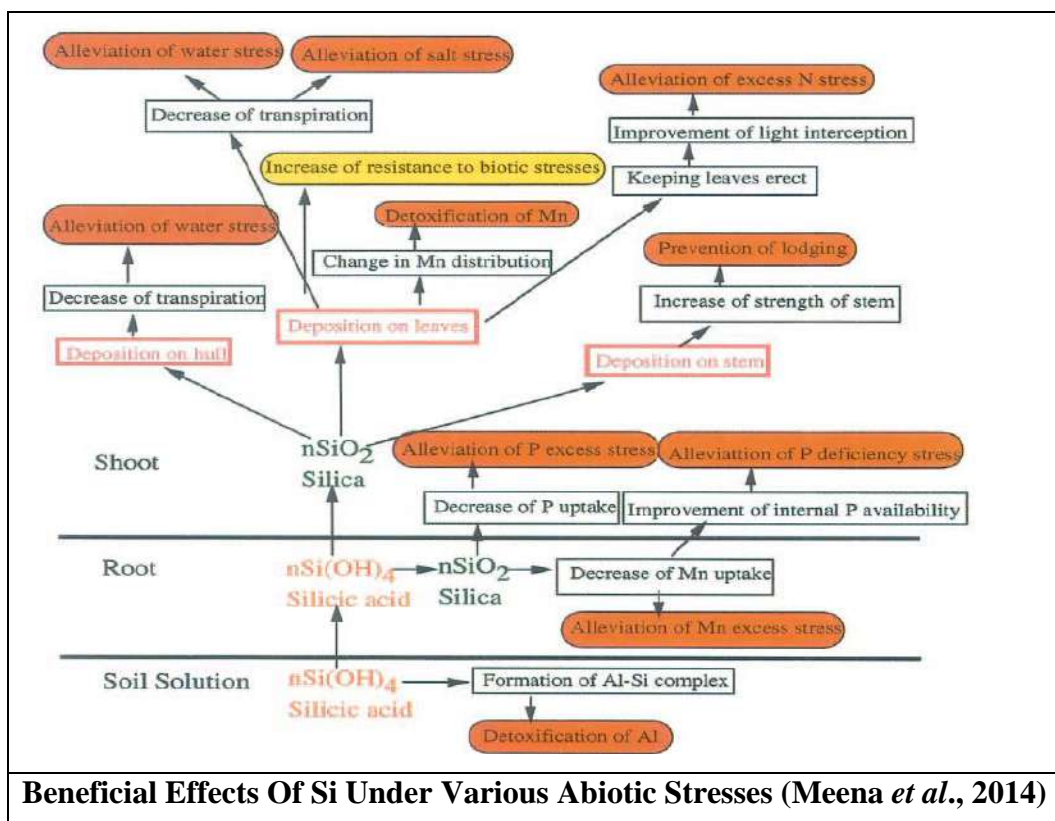 Alleviation of water stress
Alleviation of salt stress
Decrease of transpiration
Alleviation of excess N stress
Improvement of light interception
Keeping leaves erect
Increase of resistance to biotic stresses
Alleviation of water stress
Detoxification of Mn
Change in Mn distribution
Prevention of lodging
Increase of strength of stem
Decrease of transpiration
Deposition on hull
Deposition on leaves
Deposition on stem
Shoot
nSiO2
Silica
Alleviation of P excess stress
Alleviattion of P deficiency stress
Decrease of P uptake
Improvement of internal P availability
Root
nSi(OH)4
Silicic acid
nSiO2
Silica
Decrease of Mn uptake
Alleviation of Mn excess stress
Soil Solution
nSi(OH)4
Silicic acid
Formation of Al-Si complex
Detoxification of Al
Beneficial Effects Of Si Under Various Abiotic Stresses (Meena et al., 2014)